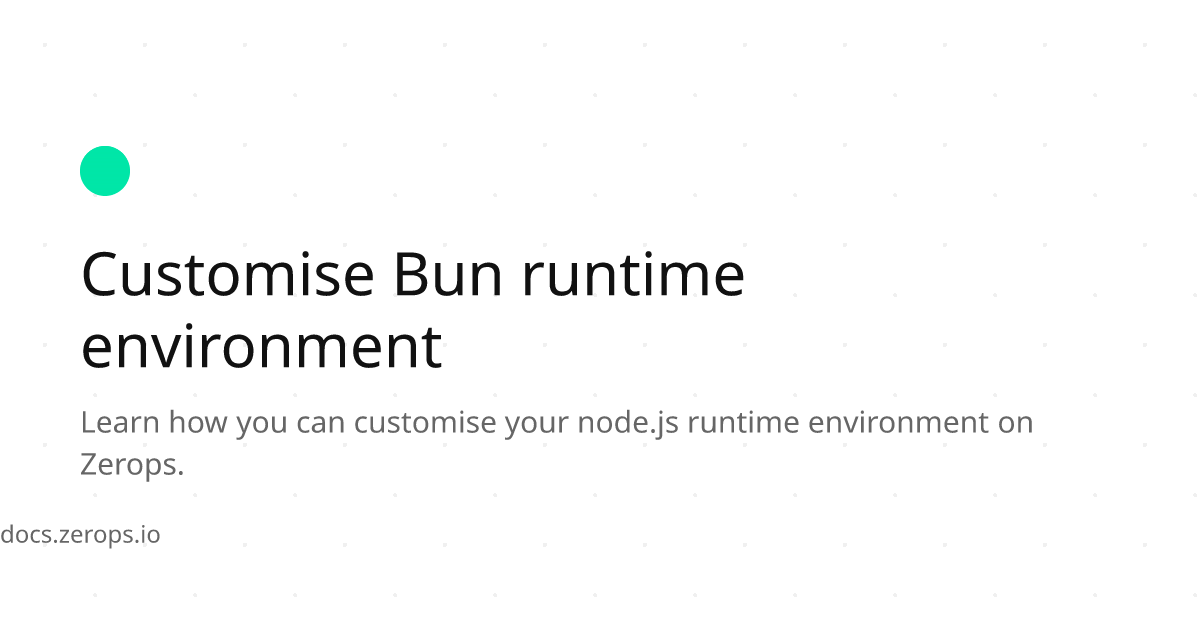 Customise Bun runtime
environment
Learn how you can customise your node.js runtime environment on
Zerops.
docs.zerops.io